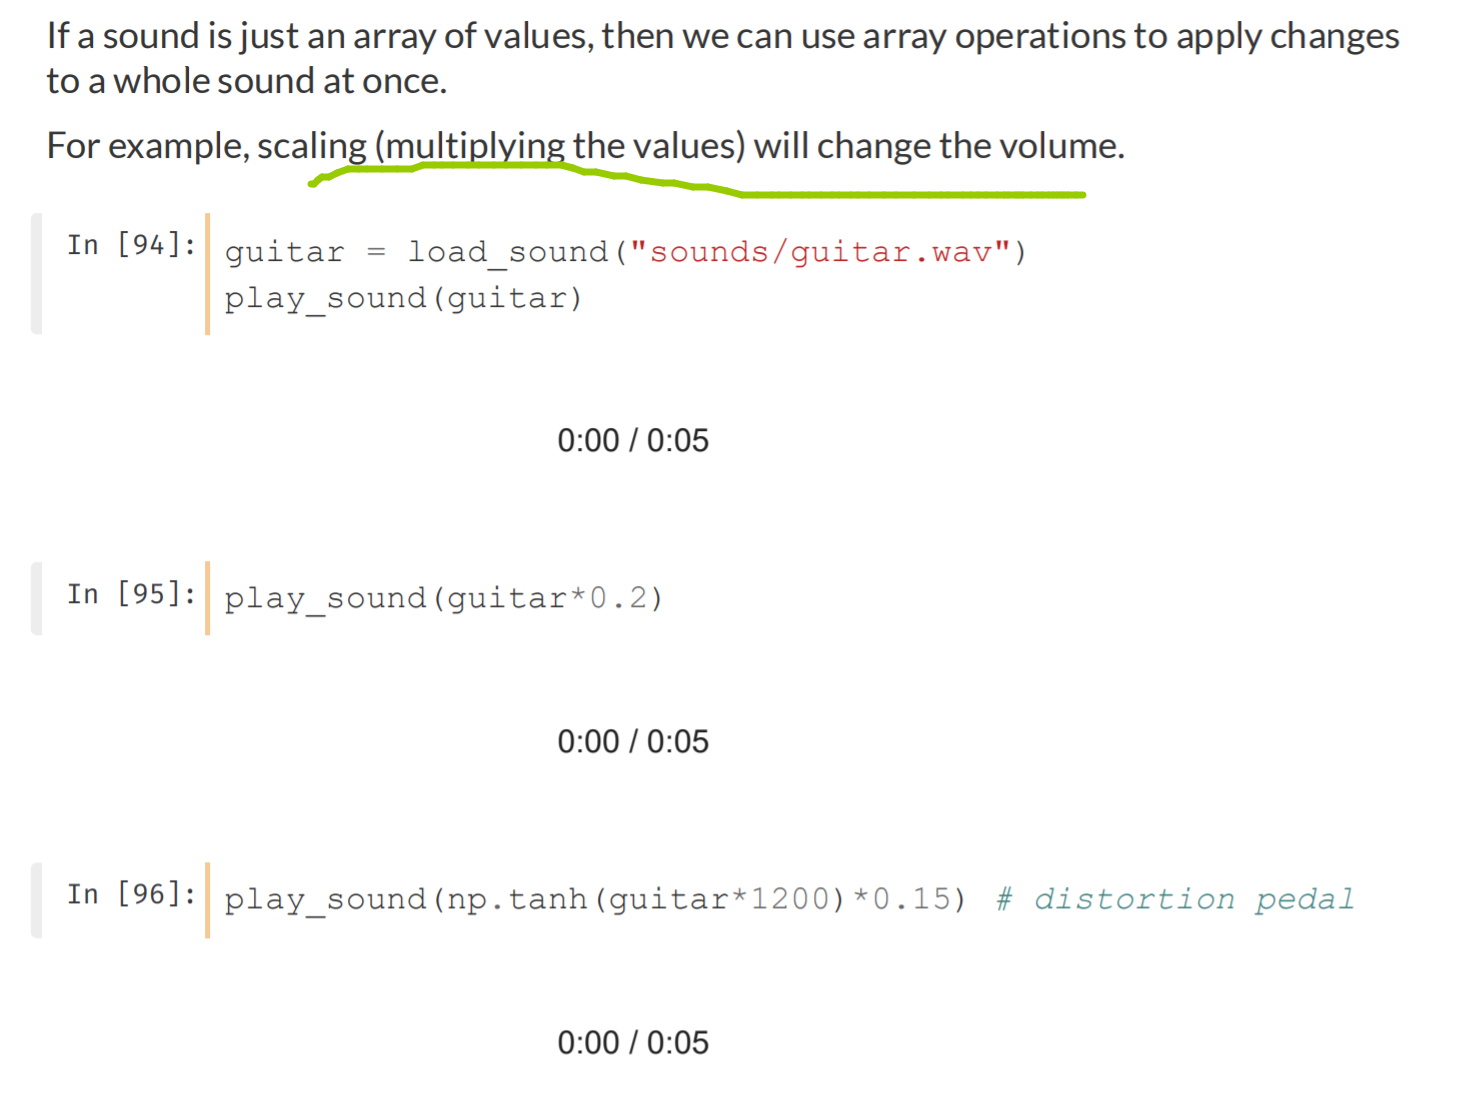 If a sound is just an array of values, then we can use array operations to apply changes
to a whole sound at once.
For example, scaling (multiplying the values) will change the volume.
In [94]: guitar = load_sound("sounds/guitar.wav")
play_sound(guitar)
0:00 / 0:05
In [95]: play_sound(guitar*0.2)
0:00 / 0:05
In [96]: play_sound(np.tanh(guitar*1200)*0.15) # distortion pedal
0:00 / 0:05